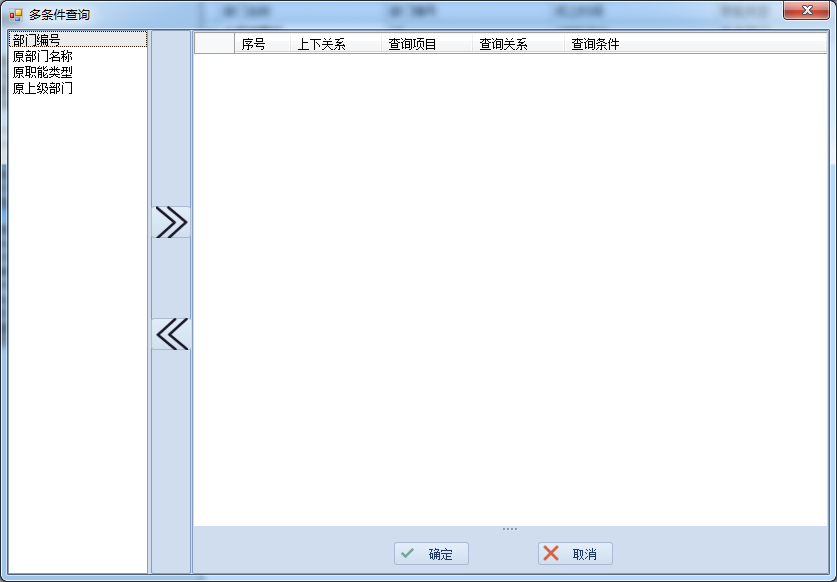 多条件查询
部门编号
原部门名称
原职能类型
原上级部门
序号 上下关系 查询项目 查询关系 查询条件
确定 取消